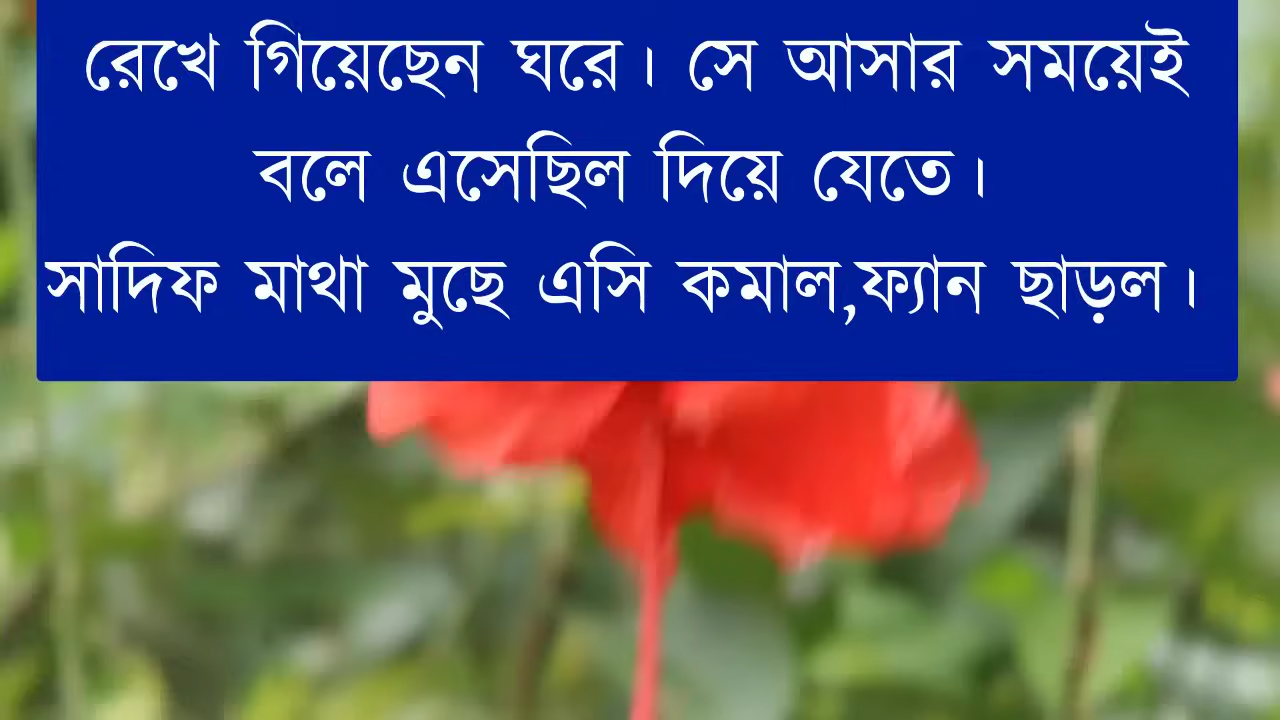 রেখে গিয়েছেন ঘরে। সে আসার সময়েই
বলে এসেছিল দিয়ে যেতে।
সাদিফ মাথা মুছে এসি কমাল,ফ্যান ছাড়ল।